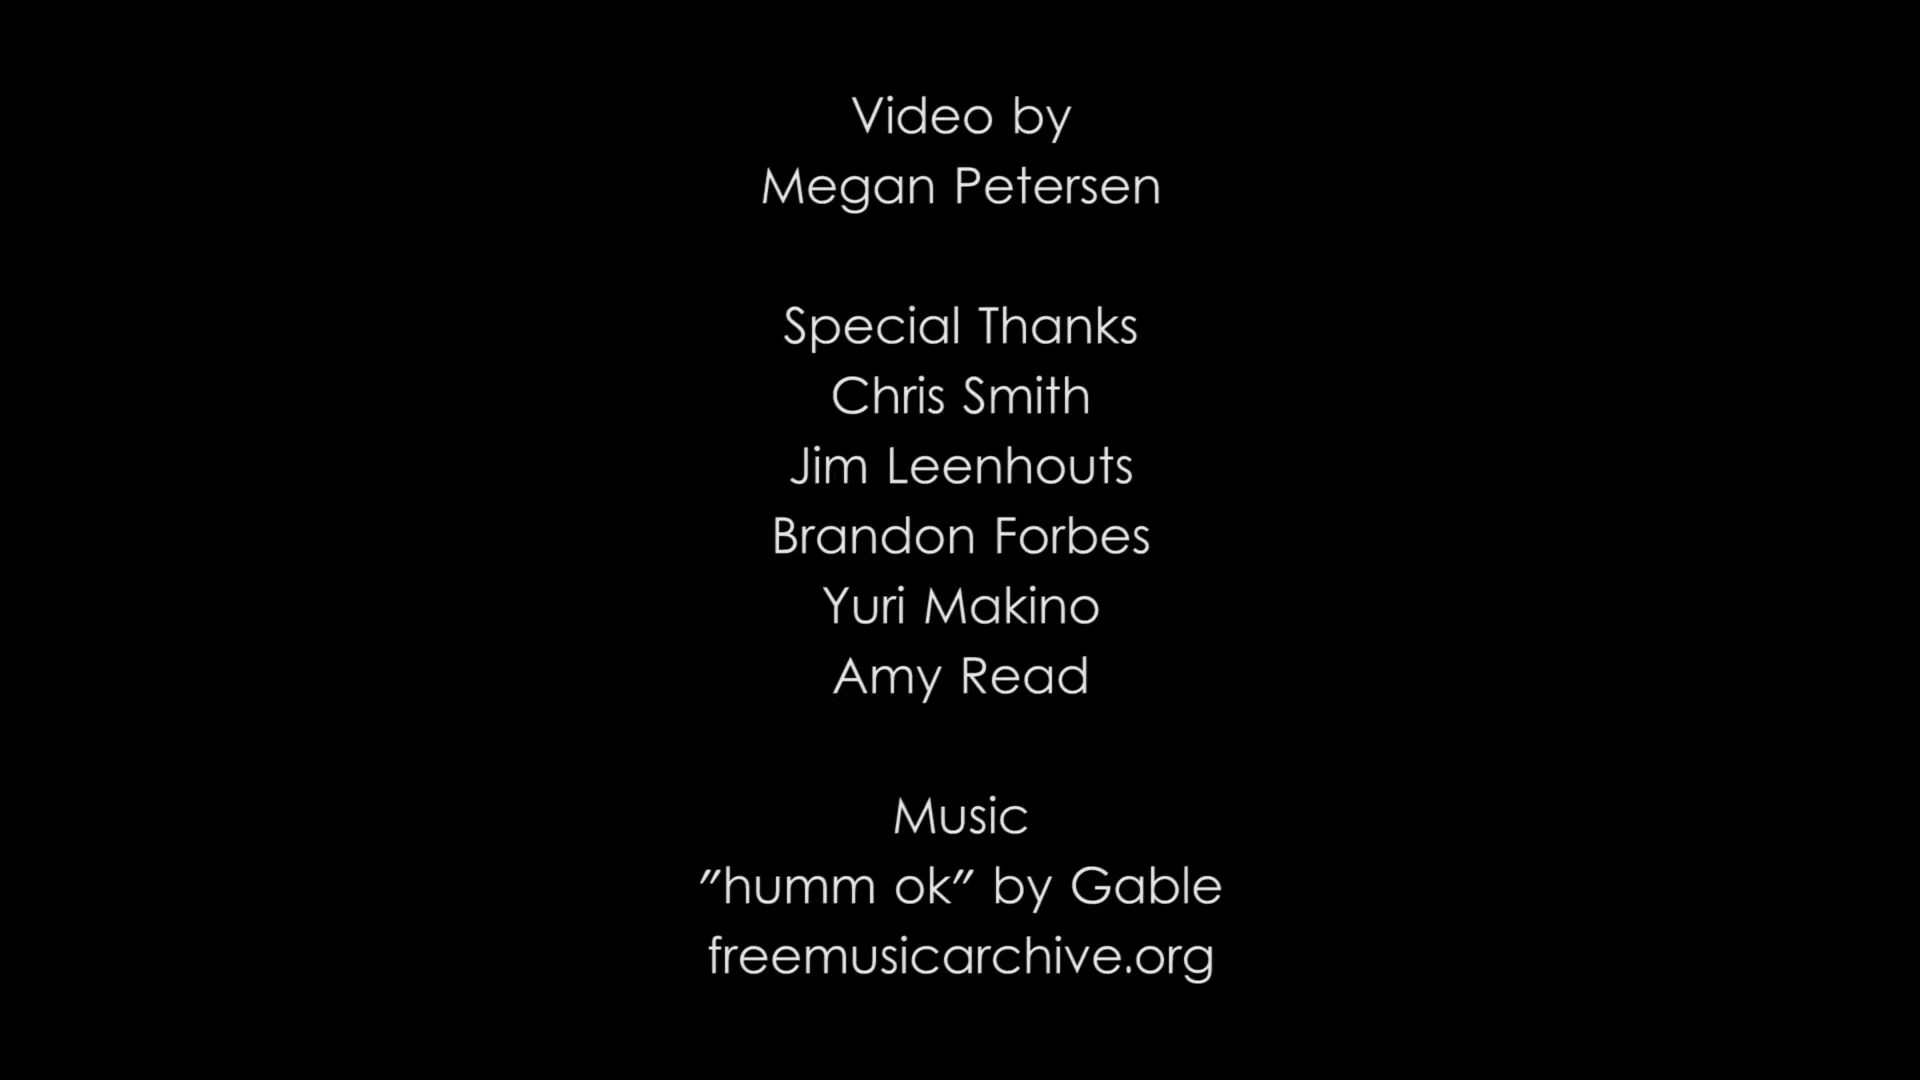 Video by
Megan Petersen
Special Thanks
Chris Smith
Jim Leenhouts
Brandon Forbes
Yuri Makino
Amy Read
Music
"humm ok" by Gable
freemusicarchive.org